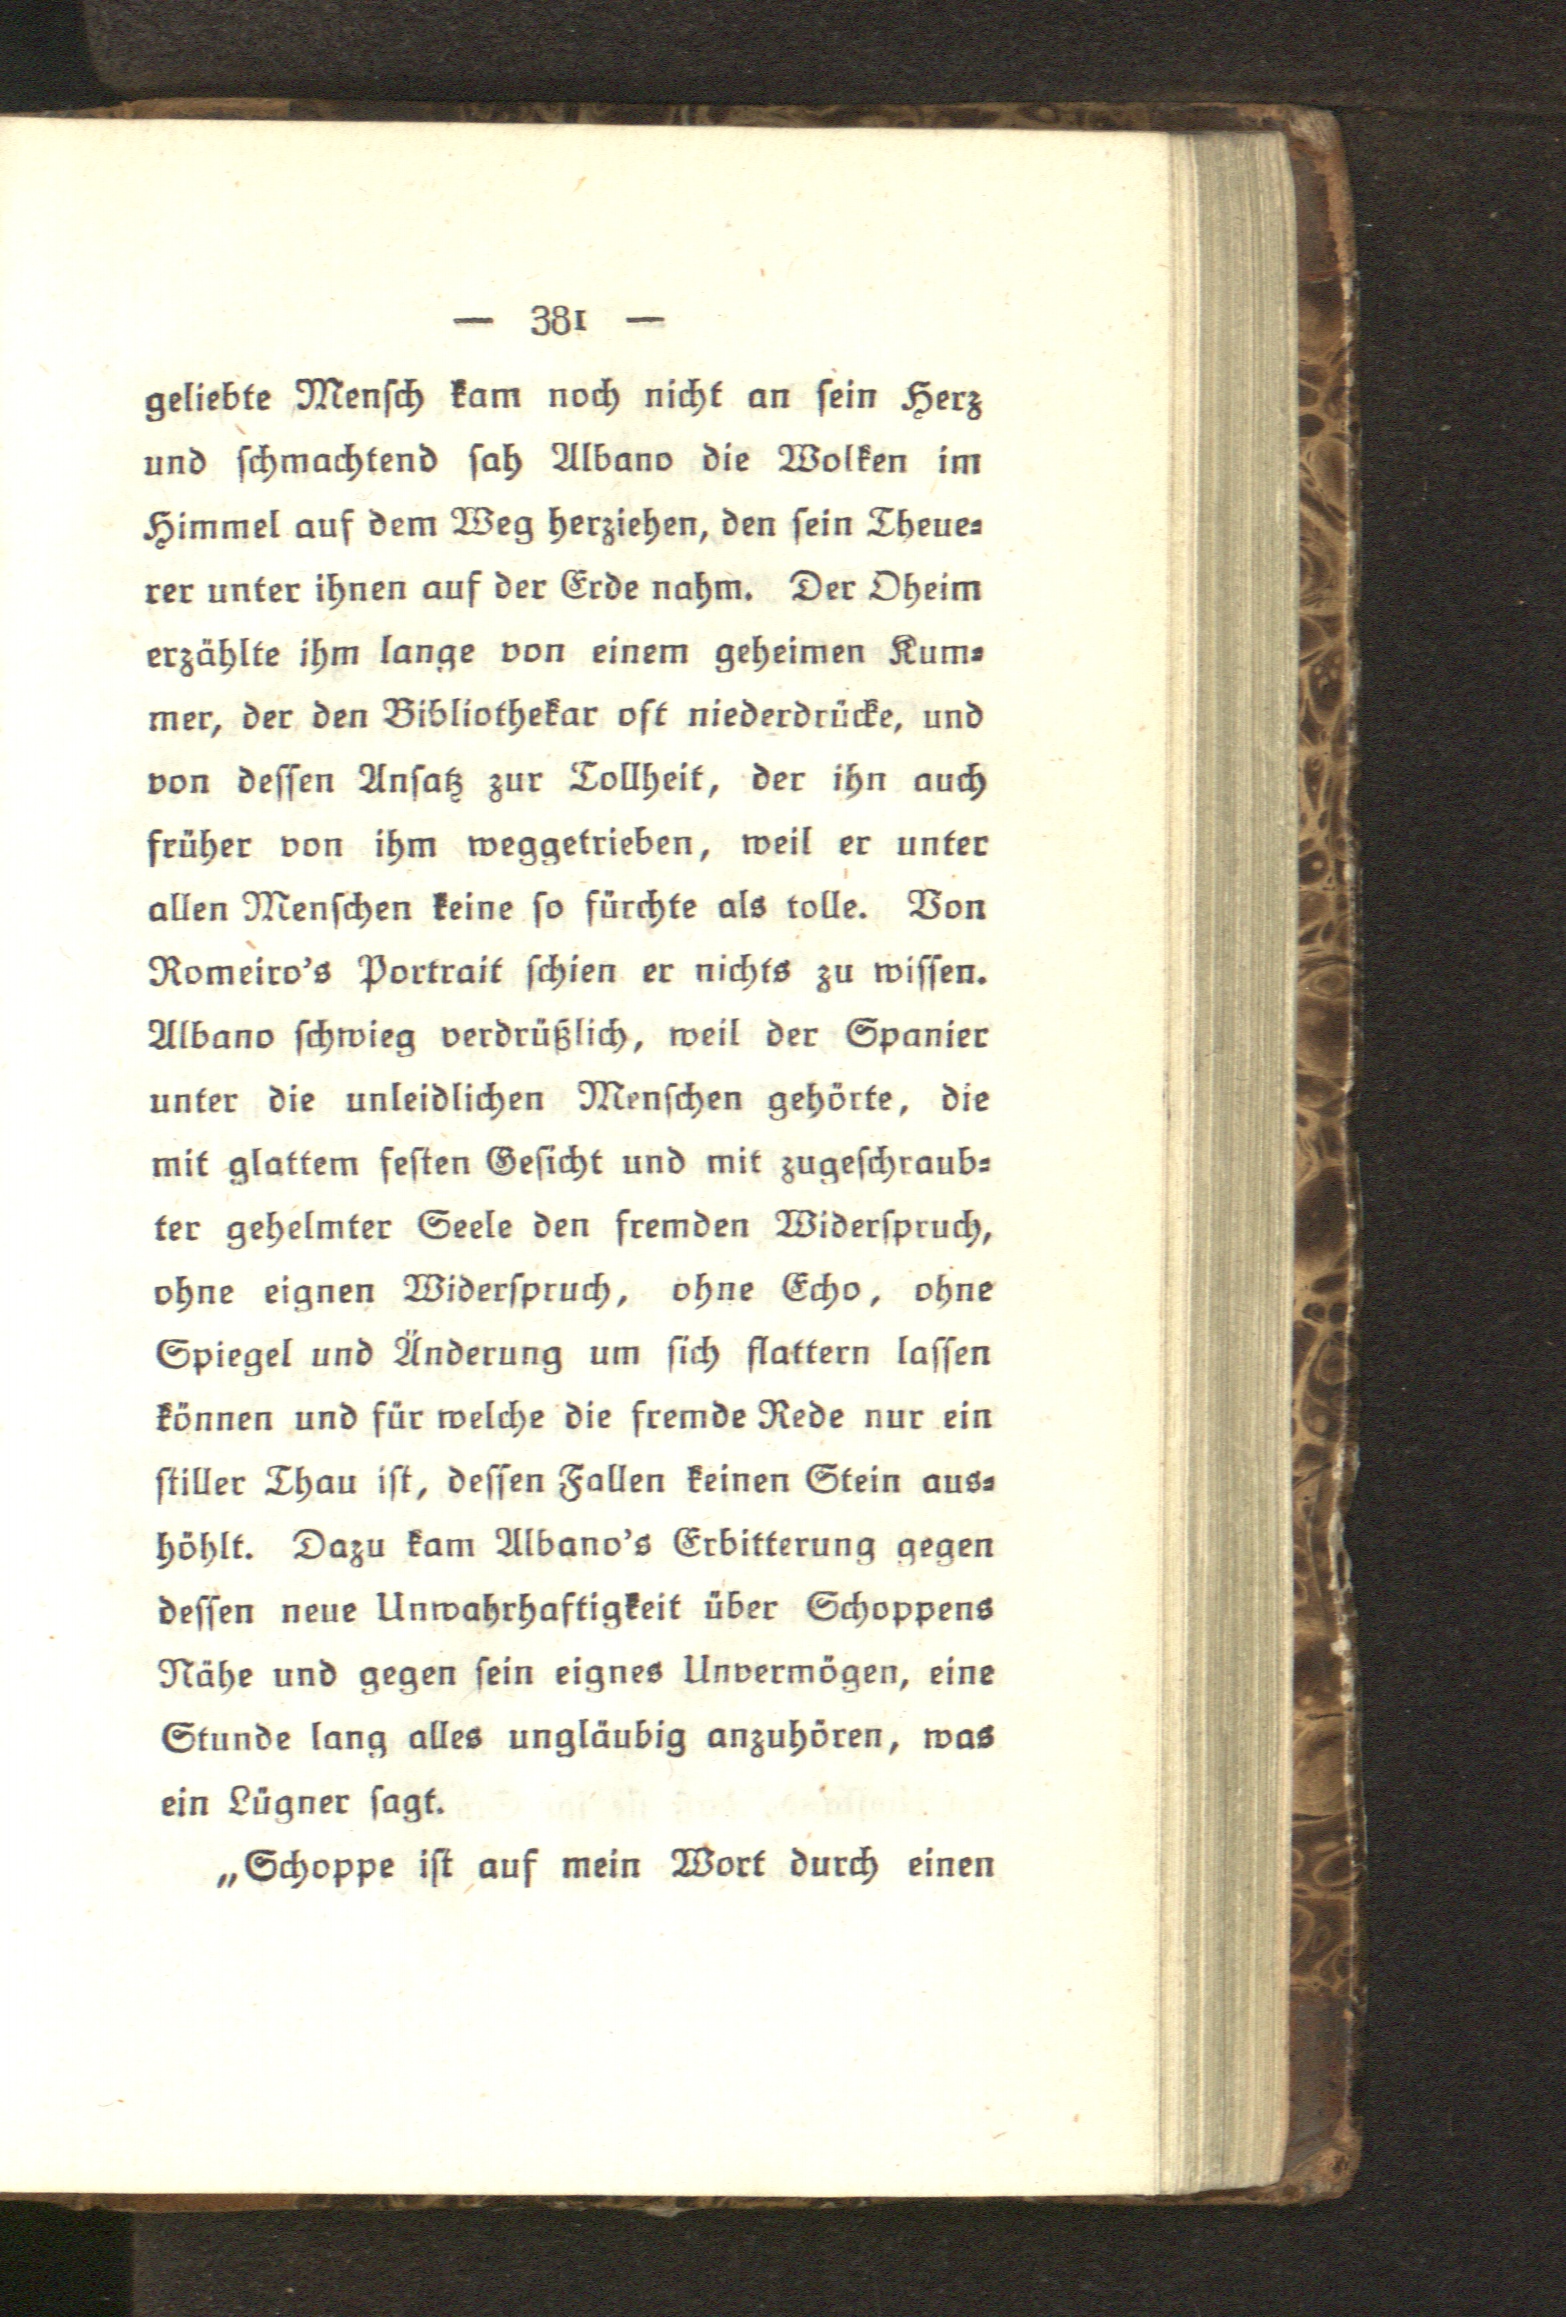 — 381 —
geliebte Menſch kam noch nicht an ſein Herz
und ſchmachtend ſah Albano die Wolken im
Himmel auf dem Weg herziehen, den ſein Theue⸗
rer unter ihnen auf der Erde nahm. Der Oheim
erzählte ihm lange von einem geheimen Kum⸗
mer, der den Bibliothekar oft niederdrücke, und
von deſſen Anſatz zur Tollheit, der ihn auch
früher von ihm weggetrieben, weil er unter
allen Menſchen keine ſo fürchte als tolle. Von
Romeiro's Portrait ſchien er nichts zu wiſſen.
Albano ſchwieg verdrüßlich, weil der Spanier
unter die unleidlichen Menſchen gehörte, die
mit glattem feſten Geſicht und mit zugeſchraub⸗
ter gehelmter Seele den fremden Widerſpruch,
ohne eignen Widerſpruch, ohne Echo, ohne
Spiegel und Änderung um ſich flattern laſſen
können und für welche die fremde Rede nur ein
ſtiller Thau iſt, deſſen Fallen keinen Stein aus⸗
höhlt. Dazu kam Albano's Erbitterung gegen
deſſen neue Unwahrhaftigkeit über Schoppens
Nähe und gegen ſein eignes Unvermögen, eine
Stunde lang alles ungläubig anzuhören, was
ein Lügner ſagt.
„Schoppe iſt auf mein Wort durch einen